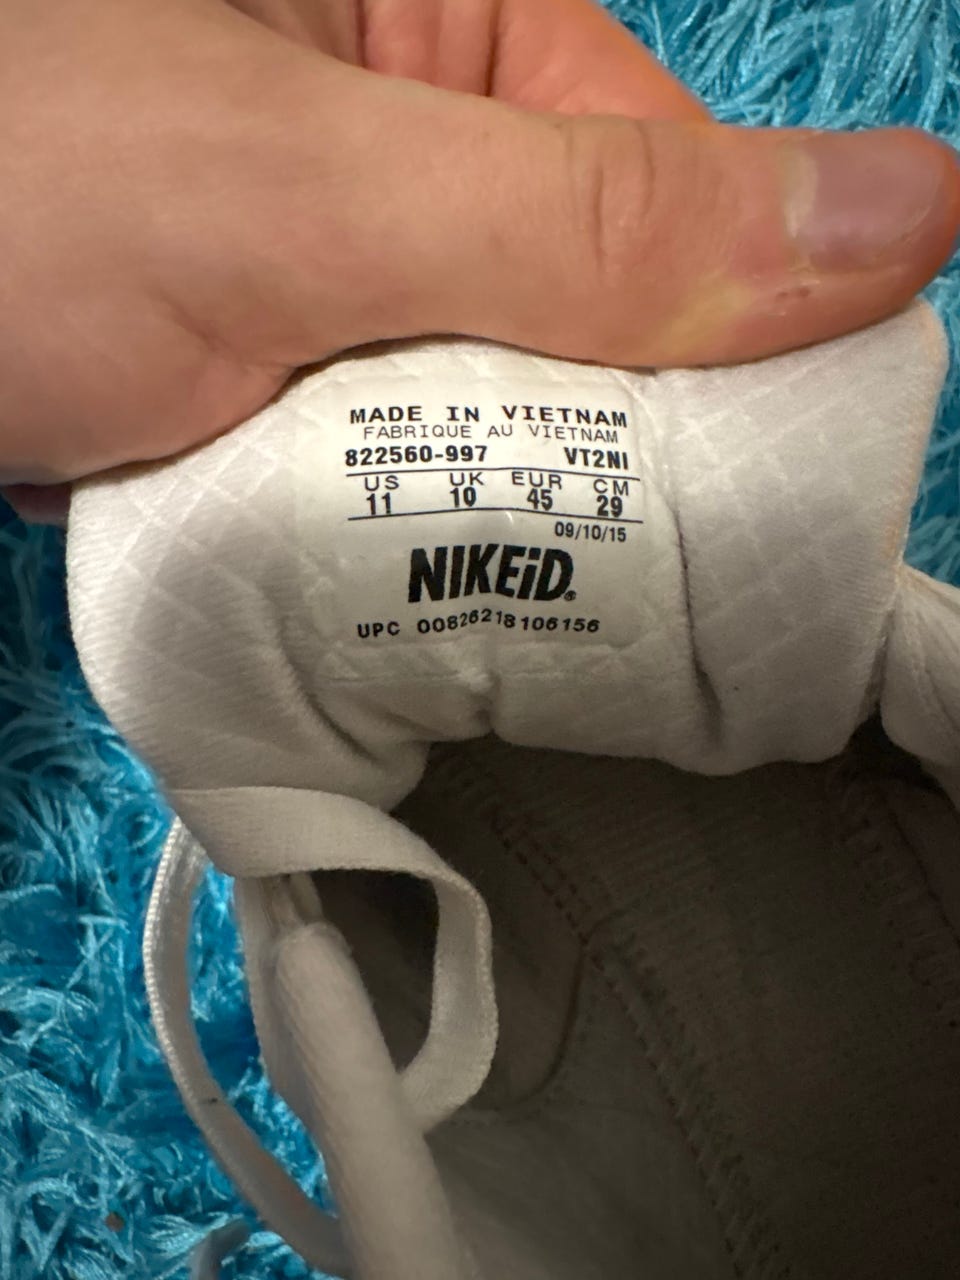 MADE IN VIETNAM
FABRIQUE AU VIETNAM
822560-997 VT2NI
US UK EUR CM
11 10 45 29
09/10/15
NIKEiD®
UPC 00826218106156